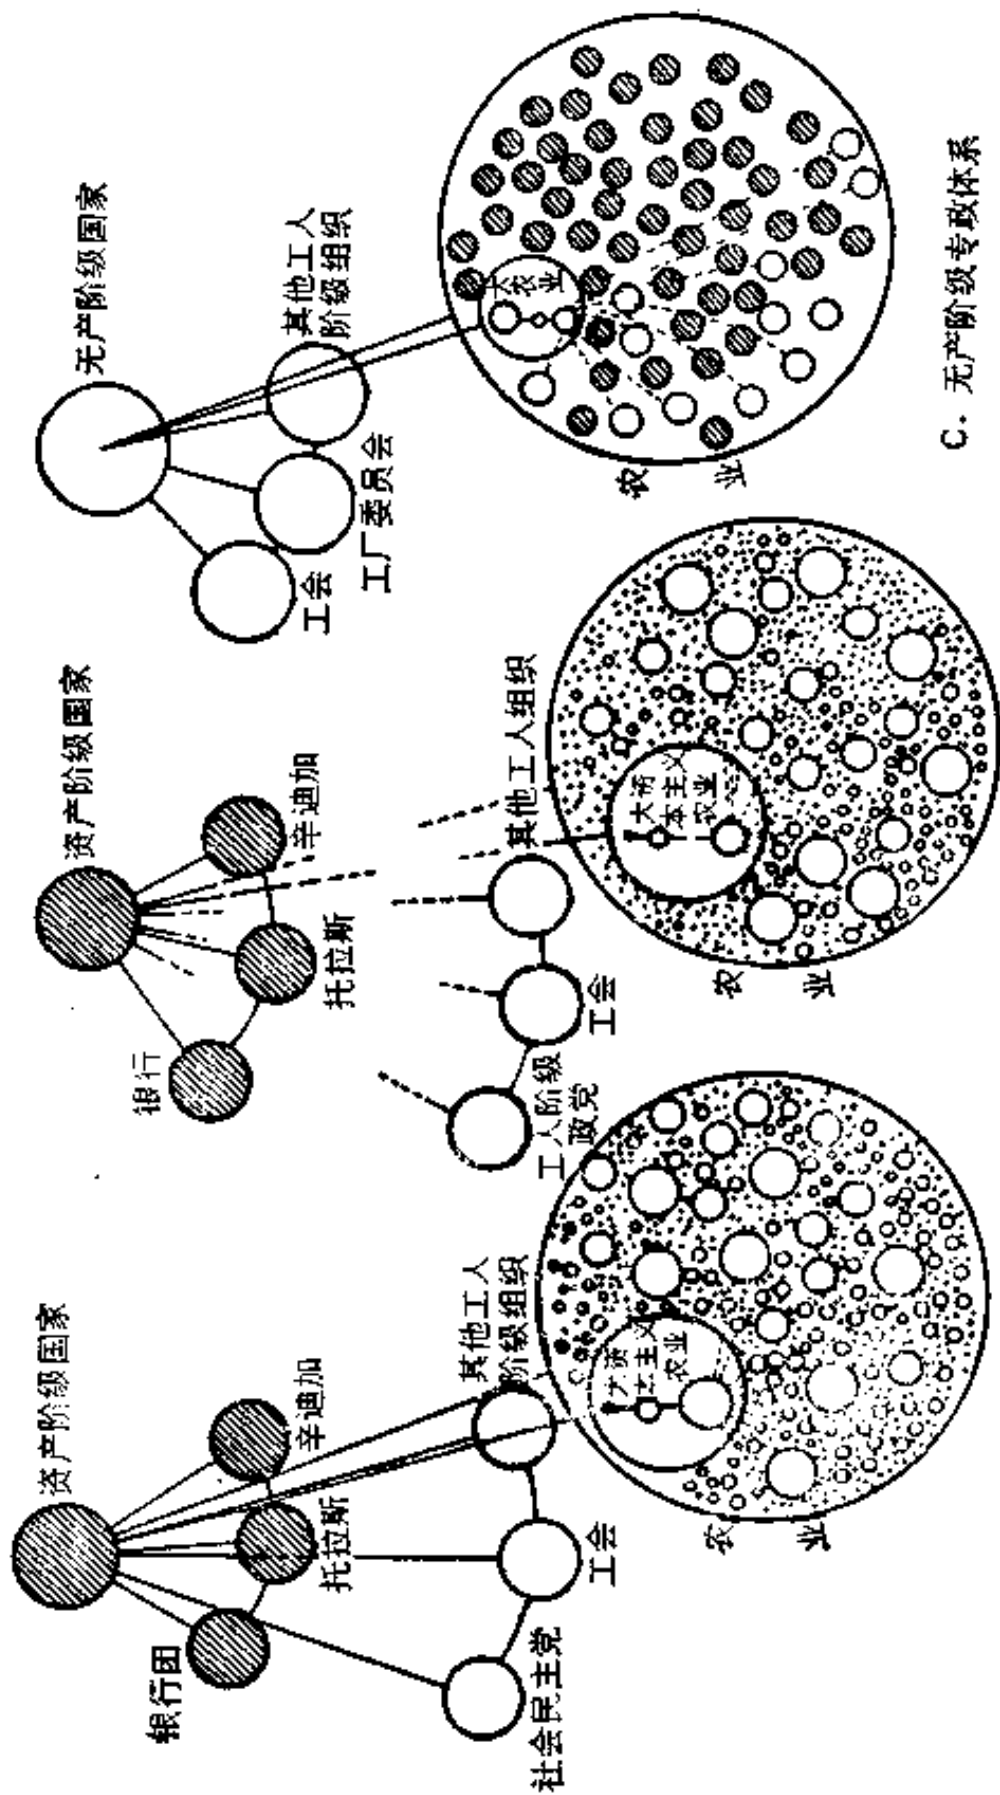 资产阶级国家
银行团
托拉斯
辛迪加
社会民主党
工会
其他工人
阶级组织
大资
本主义
农业
农
业
资产阶级国家
银行
托拉斯
辛迪加
工人阶级
政党
工会
其他工人组织
大资
本主义
农业
农
业
无产阶级国家
工会
工厂委员会
其他工人
阶级组织
大
农业
农
业
C. 无产阶级专政体系